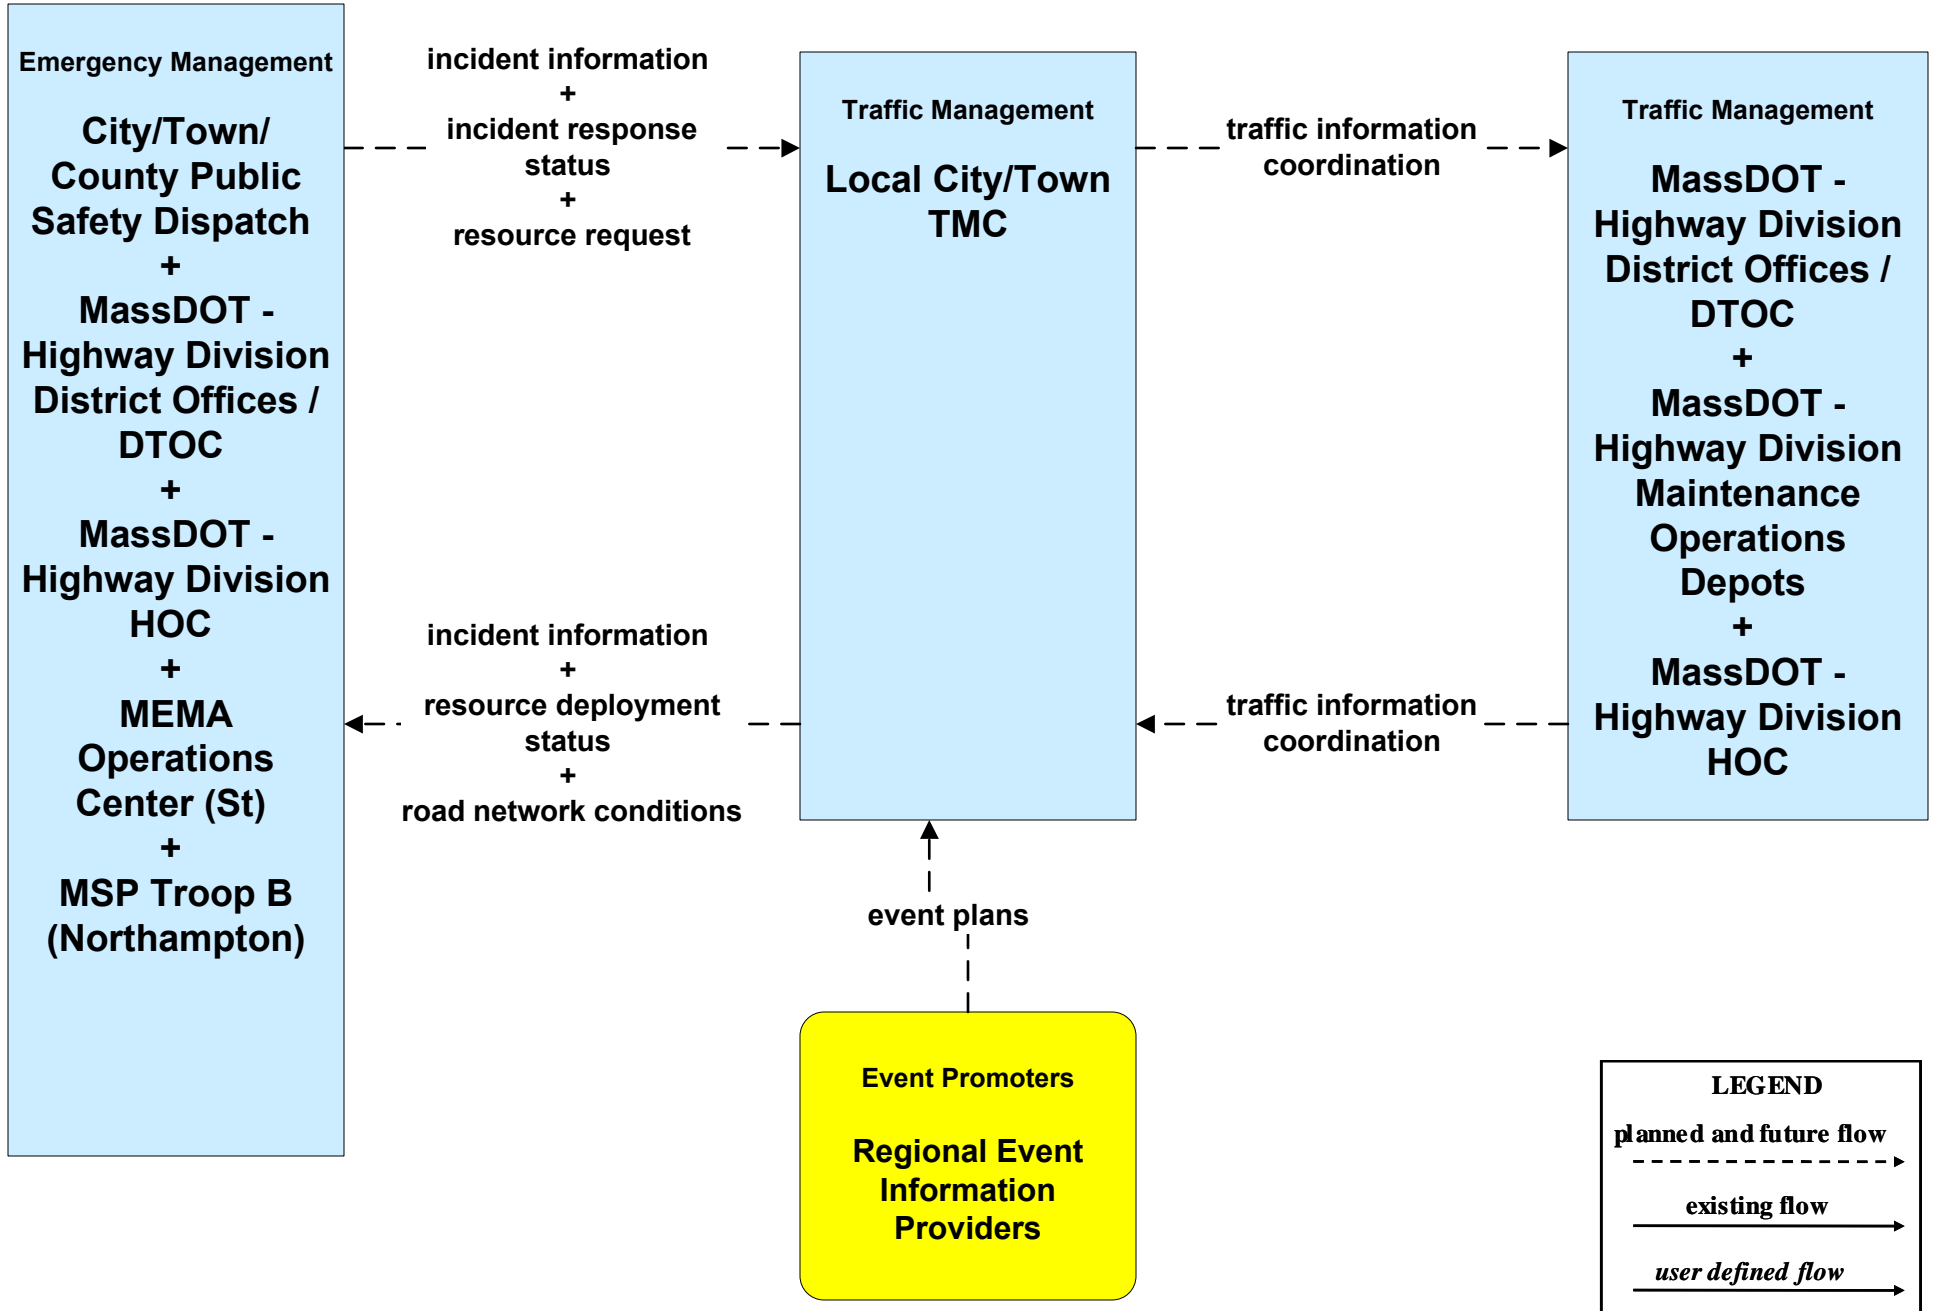 Emergency Management
City/Town/
County Public
Safety Dispatch
+
MassDOT -
Highway Division
District Offices /
DTOC
+
MassDOT -
Highway Division
HOC
+
MEMA
Operations
Center (St)
+
MSP Troop B
(Northampton)
incident information
+
incident response
status
+
resource request
incident information
+
resource deployment
status
+
road network conditions
Traffic Management
Local City/Town
TMC
traffic information
coordination
traffic information
coordination
Traffic Management
MassDOT -
Highway Division
District Offices /
DTOC
+
MassDOT -
Highway Division
Maintenance
Operations
Depots
+
MassDOT -
Highway Division
HOC
event plans
Event Promoters
Regional Event
Information
Providers
LEGEND
planned and future flow
existing flow
user defined flow